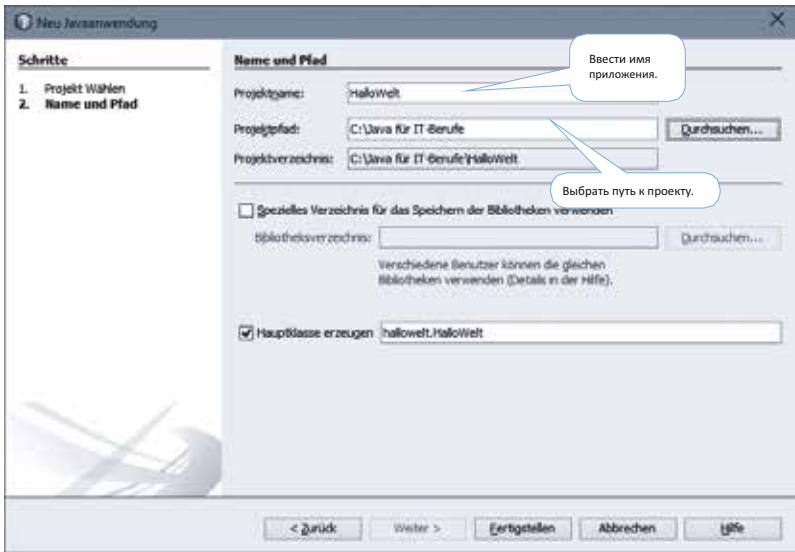 Neu Javaanwendung
Schritte
1. Projekt Wählen
2. Name und Pfad
Name und Pfad
Ввести имя
приложения.
Projektname: HalloWelt
Projektpfad: C:\Java für IT-Berufe Durchsuchen...
Projektverzeichnis: C:\Java für IT-Berufe\HalloWelt
Выбрать путь к проекту.
Spezielles Verzeichnis für das Speichern der Bibliotheken verwenden
Bibliotheksverzeichnis: Durchsuchen...
Verschiedene Benutzer können die gleichen
Bibliotheken verwenden (Details in der Hilfe).
Hauptklasse erzeugen hallowelt.HalloWelt
< Zurück Weiter > Fertigstellen Abbrechen Hilfe